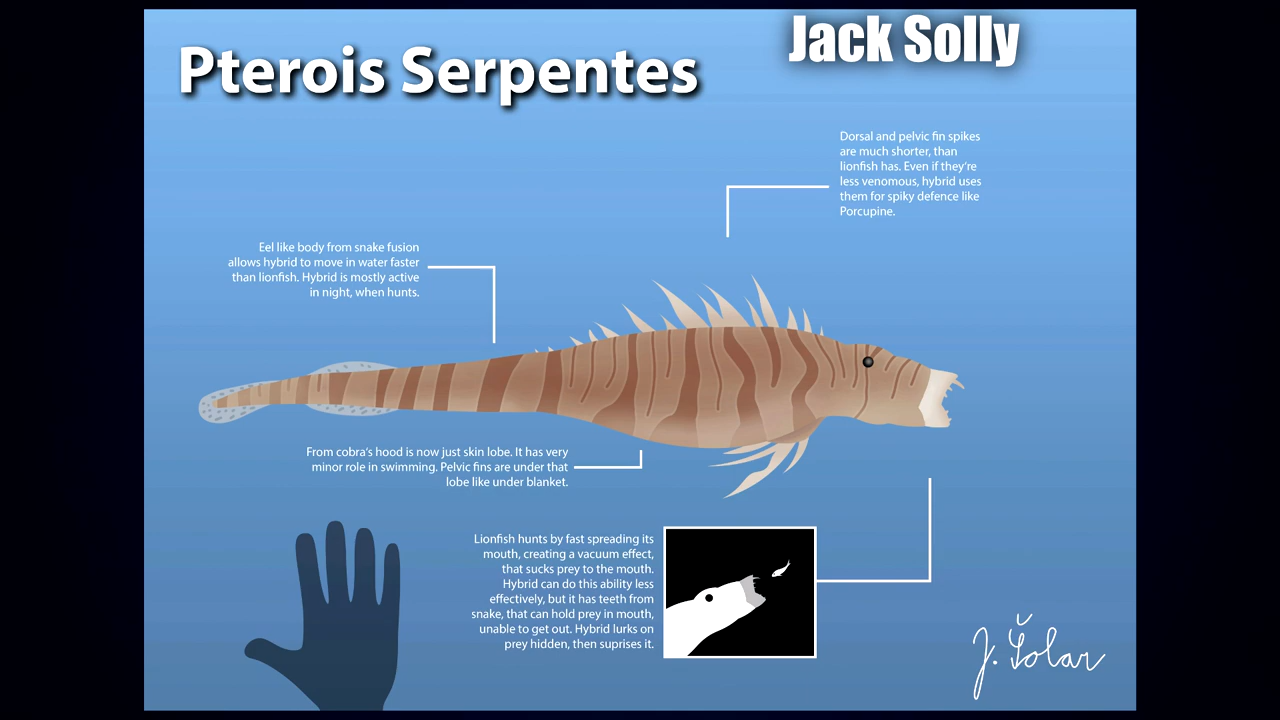 Jack Solly
Pterois Serpentes
Dorsal and pelvic fin spikes
are much shorter, than
lionfish has. Even if they're
less venomous, hybrid uses
them for spiky defence like
Porcupine.
Eel like body from snake fusion
allows hybrid to move in water faster
than lionfish. Hybrid is mostly active
in night, when hunts.
From cobra's hood is now just skin lobe. It has very
minor role in swimming. Pelvic fins are under that
lobe like under blanket.
Lionfish hunts by fast spreading its
mouth, creating a vacuum effect,
that sucks prey to the mouth.
Hybrid can do this ability less
effectively, but it has teeth from
snake, that can hold prey in mouth,
unable to get out. Hybrid lurks on
prey hidden, then suprises it.
J. Šolar